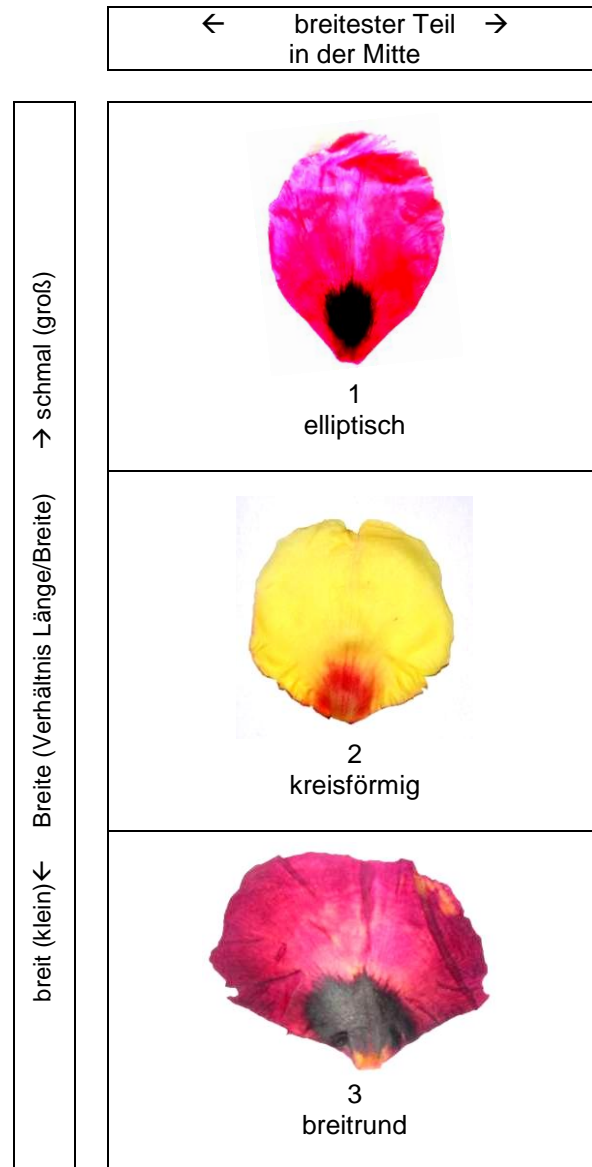 ← breitester Teil →
in der Mitte
breit (klein)← Breite (Verhältnis Länge/Breite) → schmal (groß)
1
elliptisch
2
kreisförmig
3
breitrund